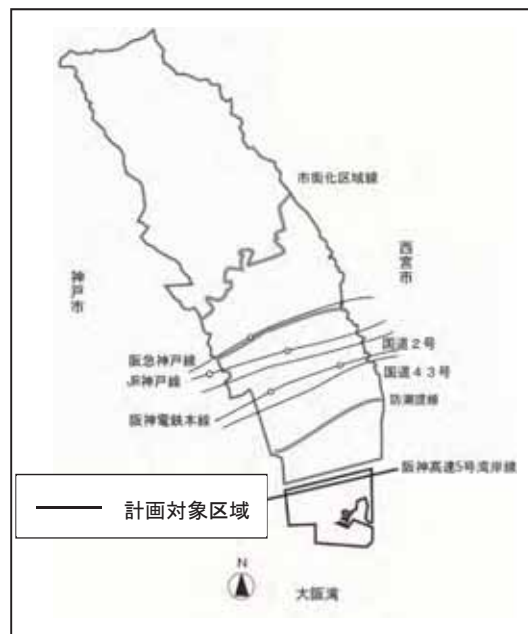 市街化区域線
西宮市
神戸市
国道２号
阪急神戸線
JR神戸線
国道４３号
防潮堤線
阪神電鉄本線
阪神高速5号湾岸線
計画対象区域
N
大阪湾